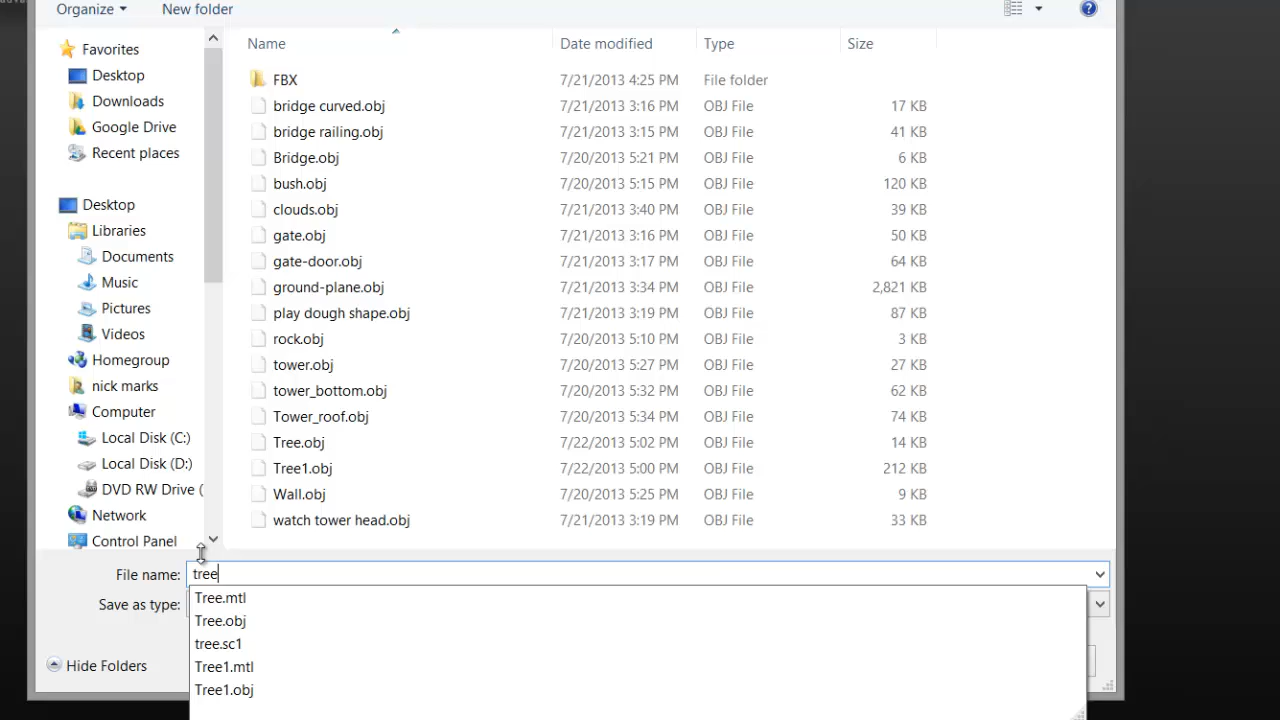 Organize New folder
Name Date modified Type Size
Favorites
Desktop
Downloads
Google Drive
Recent places
Desktop
Libraries
Documents
Music
Pictures
Videos
Homegroup
nick marks
Computer
Local Disk (C:)
Local Disk (D:)
DVD RW Drive (
Network
Control Panel
FBX 7/21/2013 4:25 PM File folder
bridge curved.obj 7/21/2013 3:16 PM OBJ File 17 KB
bridge railing.obj 7/21/2013 3:15 PM OBJ File 41 KB
Bridge.obj 7/20/2013 5:21 PM OBJ File 6 KB
bush.obj 7/20/2013 5:15 PM OBJ File 120 KB
clouds.obj 7/21/2013 3:40 PM OBJ File 39 KB
gate.obj 7/21/2013 3:16 PM OBJ File 50 KB
gate-door.obj 7/21/2013 3:17 PM OBJ File 64 KB
ground-plane.obj 7/21/2013 3:34 PM OBJ File 2,821 KB
play dough shape.obj 7/21/2013 3:19 PM OBJ File 87 KB
rock.obj 7/20/2013 5:10 PM OBJ File 3 KB
tower.obj 7/20/2013 5:27 PM OBJ File 27 KB
tower_bottom.obj 7/20/2013 5:32 PM OBJ File 62 KB
Tower_roof.obj 7/20/2013 5:34 PM OBJ File 74 KB
Tree.obj 7/22/2013 5:02 PM OBJ File 14 KB
Tree1.obj 7/22/2013 5:00 PM OBJ File 212 KB
Wall.obj 7/20/2013 5:25 PM OBJ File 9 KB
watch tower head.obj 7/21/2013 3:19 PM OBJ File 33 KB
File name: tree
Save as type:
Tree.mtl
Tree.obj
tree.sc1
Tree1.mtl
Tree1.obj
Hide Folders